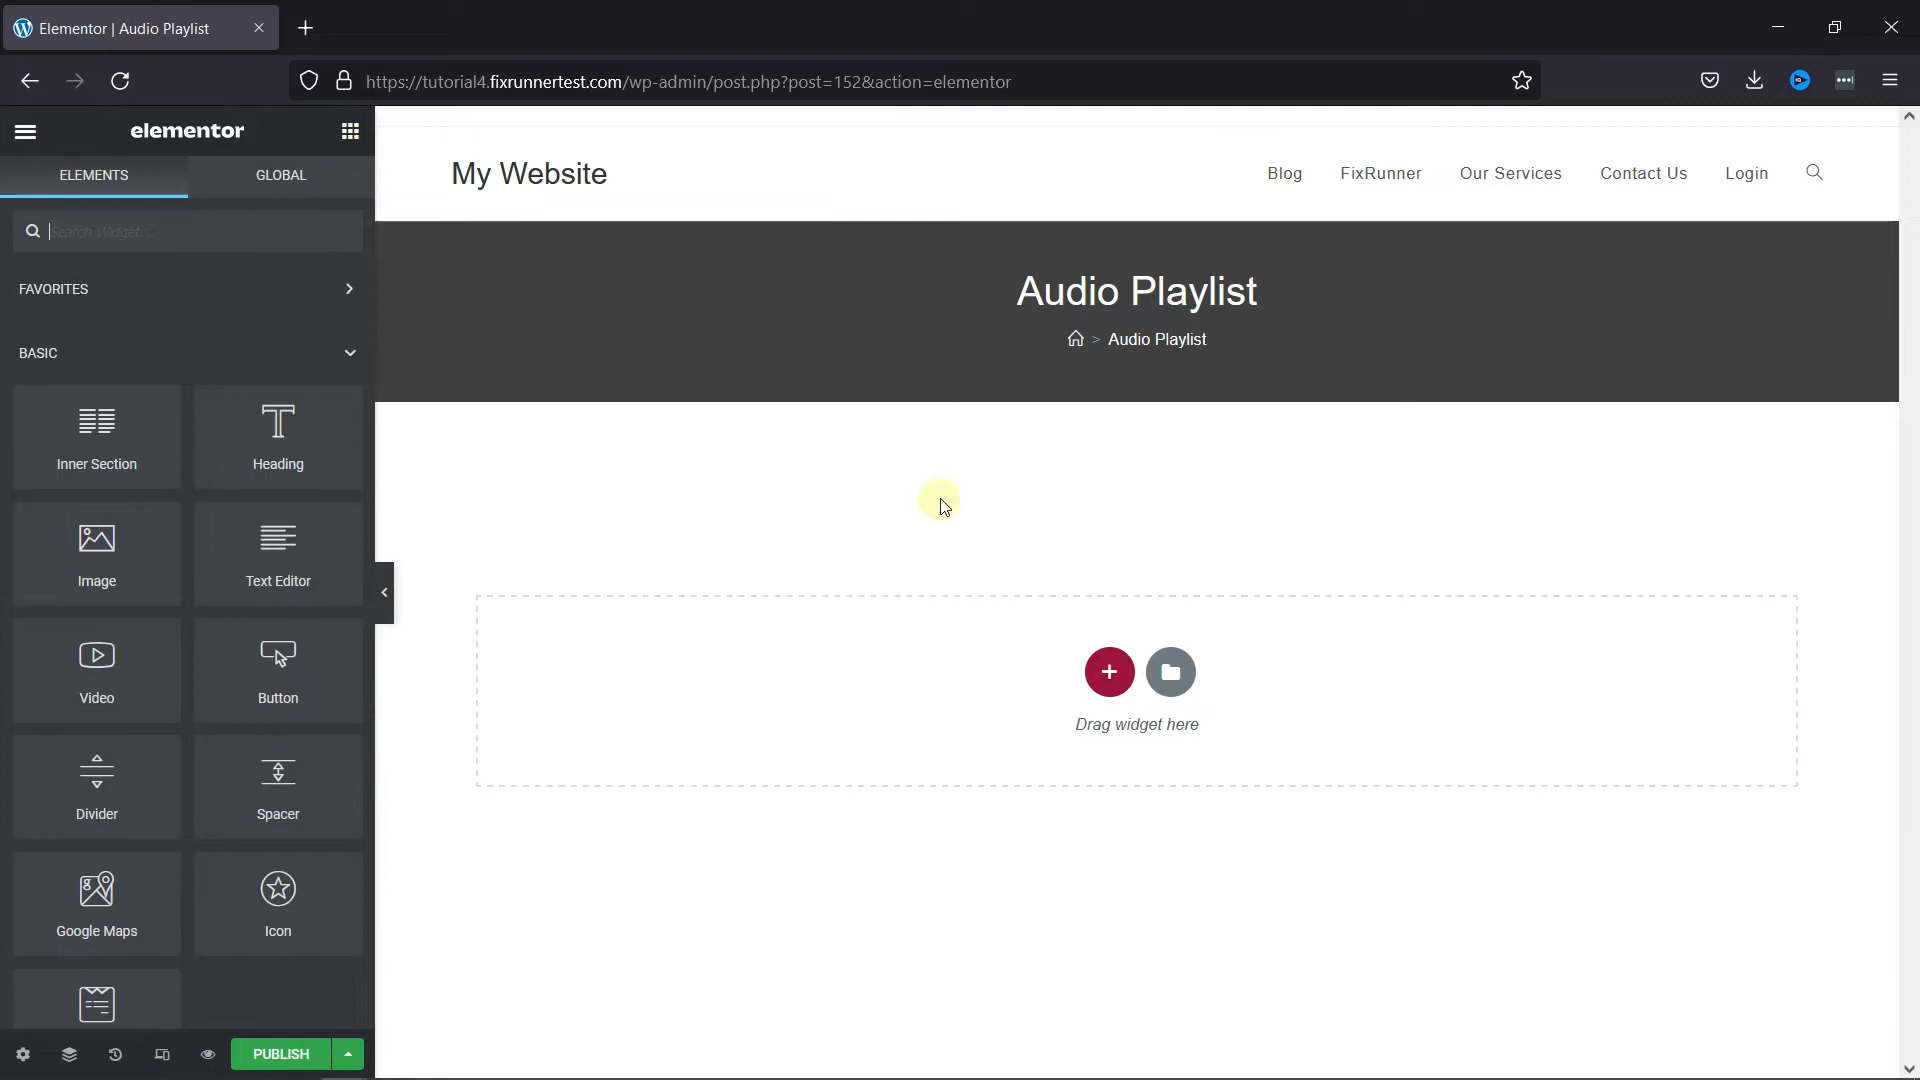 Elementor | Audio Playlist
https://tutorial4.fixrunnertest.com/wp-admin/post.php?post=152&action=elementor
elementor
ELEMENTS
GLOBAL
Search Widget...
FAVORITES
BASIC
Inner Section
Heading
Image
Text Editor
Video
Button
Divider
Spacer
Google Maps
Icon
PUBLISH
My Website
Blog
FixRunner
Our Services
Contact Us
Login
Audio Playlist
> Audio Playlist
Drag widget here